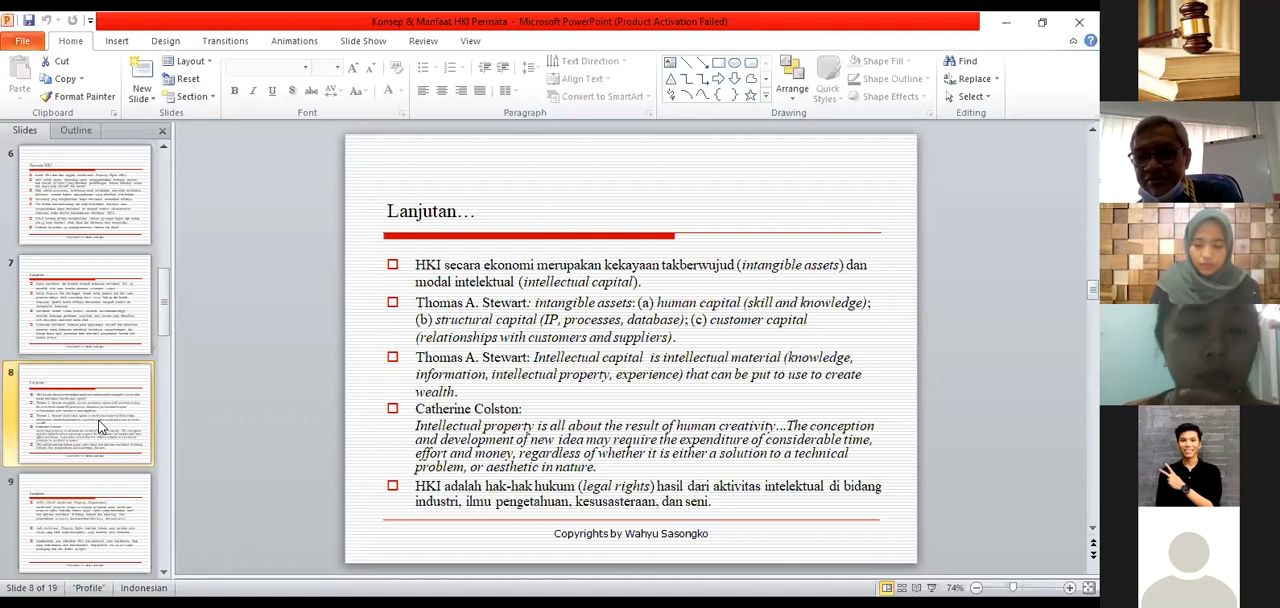 Konsep & Manfaat HKI Permata - Microsoft PowerPoint (Product Activation Failed)
File
Home
Insert
Design
Transitions
Animations
Slide Show
Review
View
Paste
Cut
Copy
Format Painter
Clipboard
New
Slide
Layout
Reset
Section
Slides
Font
Text Direction
Align Text
Convert to SmartArt
Paragraph
Arrange
Quick
Styles
Shape Fill
Shape Outline
Shape Effects
Drawing
Find
Replace
Select
Editing
Slides
Outline
6
7
8
9
Lanjutan…
HKI secara ekonomi merupakan kekayaan takberwujud (intangible assets) dan
modal intelektual (intellectual capital).
Thomas A. Stewart: intangible assets: (a) human capital (skill and knowledge);
(b) structural capital (IP, processes, database); (c) customer capital
(relationships with customers and suppliers).
Thomas A. Stewart: Intellectual capital is intellectual material (knowledge,
information, intellectual property, experience) that can be put to use to create
wealth.
Catherine Colston:
Intellectual property is all about the result of human creativity. The inception
and development of new idea may require the expenditure of considerable time,
effort and money, regardless of whether it is either a solution to a technical
problem, or aesthetic in nature.
HKI adalah hak-hak hukum (legal rights) hasil dari aktivitas intelektual di bidang
industri, ilmu pengetahuan, kesusasteraan, dan seni.
Copyrights by Wahyu Sasongko
Slide 8 of 19
"Profile"
Indonesian
74%